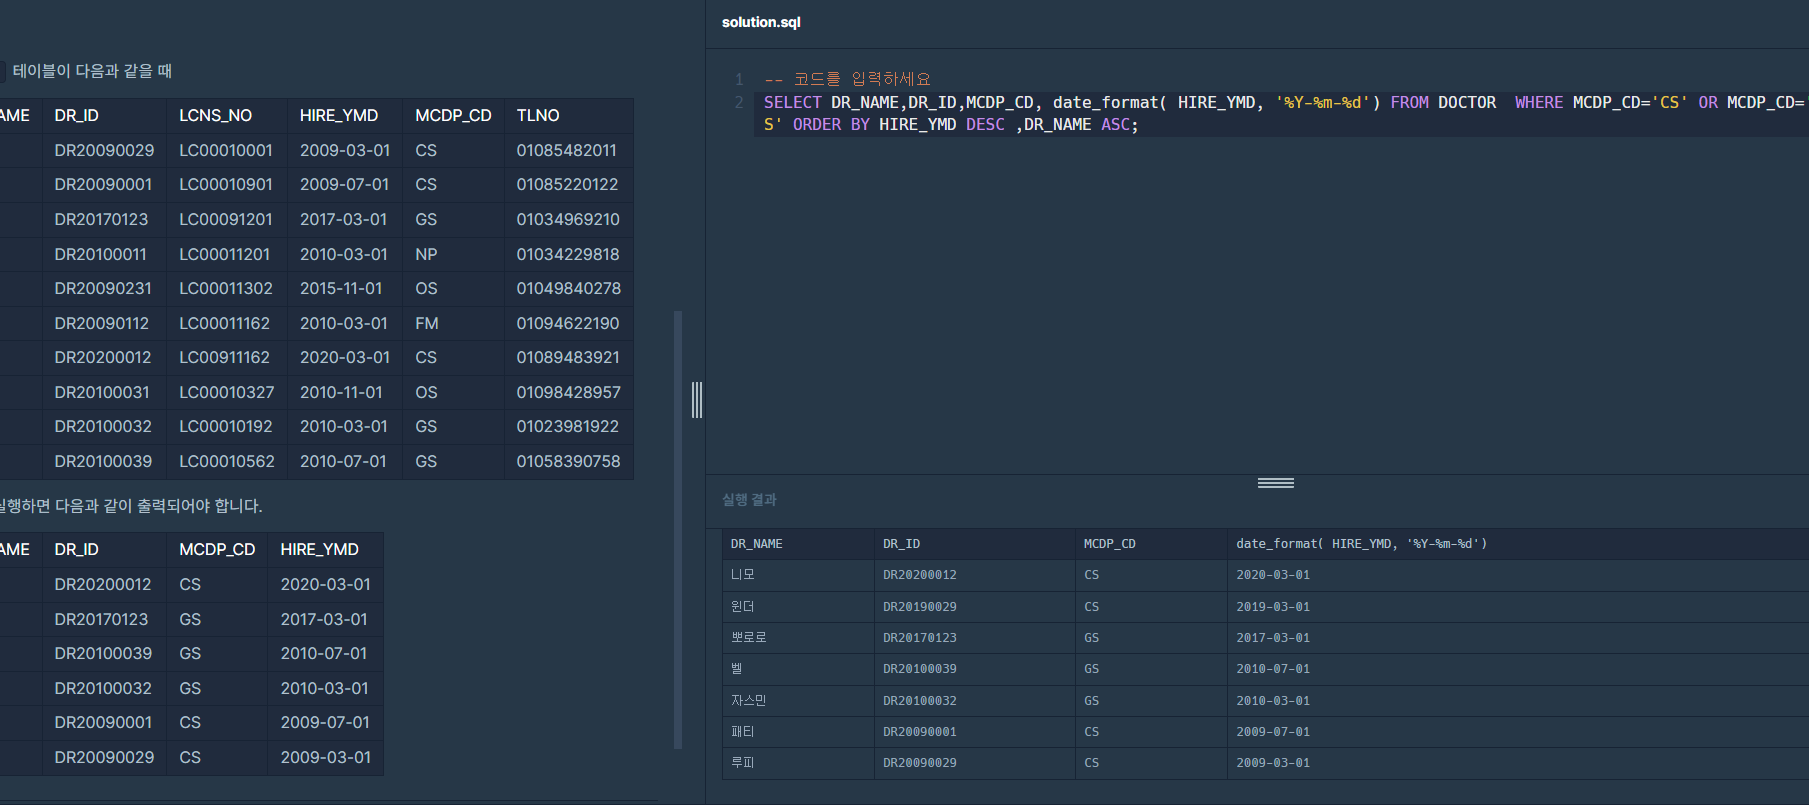 테이블이 다음과 같을 때
AME DR_ID LCNS_NO HIRE_YMD MCDP_CD TLNO
DR20090029 LC00010001 2009-03-01 CS 01085482011
DR20090001 LC00010901 2009-07-01 CS 01085220122
DR20170123 LC00091201 2017-03-01 GS 01034969210
DR20100011 LC00011201 2010-03-01 NP 01034229818
DR20090231 LC00011302 2015-11-01 OS 01049840278
DR20090112 LC00011162 2010-03-01 FM 01094622190
DR20200012 LC00911162 2020-03-01 CS 01089483921
DR20100031 LC00010327 2010-11-01 OS 01098428957
DR20100032 LC00010192 2010-03-01 GS 01023981922
DR20100039 LC00010562 2010-07-01 GS 01058390758
실행하면 다음과 같이 출력되어야 합니다.
AME DR_ID MCDP_CD HIRE_YMD
DR20200012 CS 2020-03-01
DR20170123 GS 2017-03-01
DR20100039 GS 2010-07-01
DR20100032 GS 2010-03-01
DR20090001 CS 2009-07-01
DR20090029 CS 2009-03-01
solution.sql
1 -- 코드를 입력하세요
2 SELECT DR_NAME,DR_ID,MCDP_CD, date_format( HIRE_YMD, '%Y-%m-%d') FROM DOCTOR  WHERE MCDP_CD='CS' OR MCDP_CD='
S' ORDER BY HIRE_YMD DESC ,DR_NAME ASC;
실행 결과
DR_NAME DR_ID MCDP_CD date_format( HIRE_YMD, '%Y-%m-%d')
니모 DR20200012 CS 2020-03-01
윈더 DR20190029 CS 2019-03-01
뽀로로 DR20170123 GS 2017-03-01
벨 DR20100039 GS 2010-07-01
자스민 DR20100032 GS 2010-03-01
패티 DR20090001 CS 2009-07-01
루피 DR20090029 CS 2009-03-01